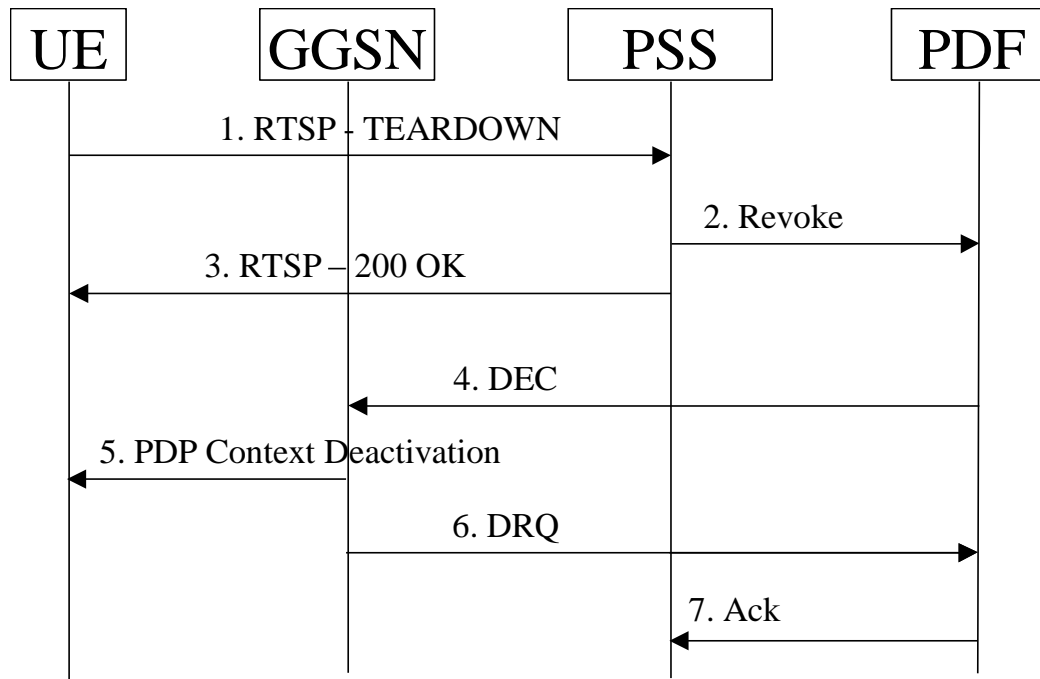 UE GGSN PSS PDF
1. RTSP - TEARDOWN
2. Revoke
3. RTSP – 200 OK
4. DEC
5. PDP Context Deactivation
6. DRQ
7. Ack